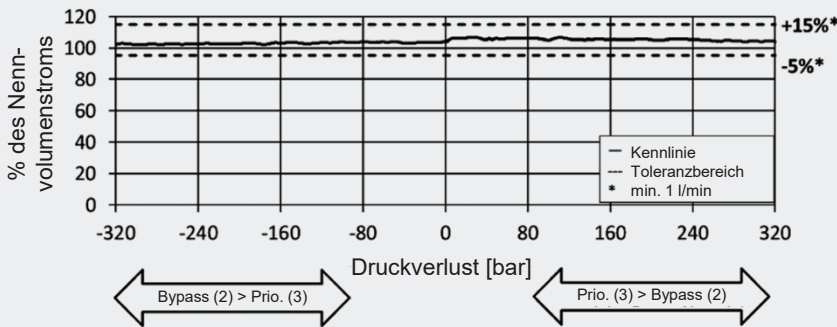 120
+15%*
100
-5%*
80
60
40
20
0
% des Nenn-
volumenstroms
Kennlinie
Toleranzbereich
* min. 1 l/min
-320 -240 -160 -80 0 80 160 240 320
Druckverlust [bar]
Bypass (2) > Prio. (3)
Prio. (3) > Bypass (2)